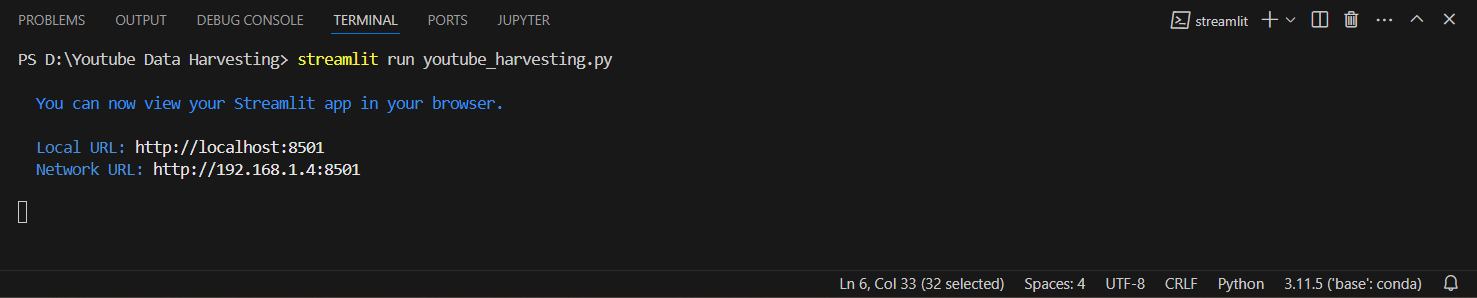 PROBLEMS OUTPUT DEBUG CONSOLE TERMINAL PORTS JUPYTER streamlit
PS D:\Youtube Data Harvesting> streamlit run youtube_harvesting.py
You can now view your Streamlit app in your browser.
Local URL: http://localhost:8501
Network URL: http://192.168.1.4:8501
Ln 6, Col 33 (32 selected) Spaces: 4 UTF-8 CRLF Python 3.11.5 ('base': conda)